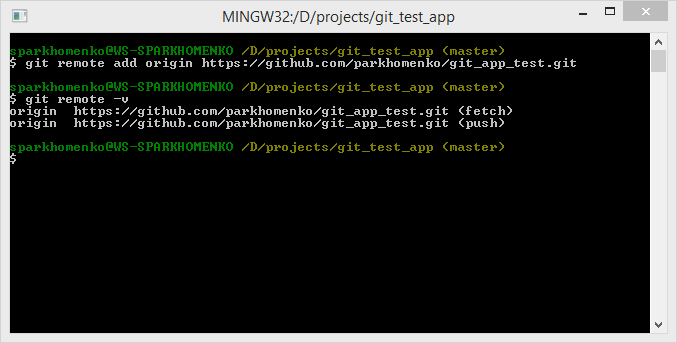 MINGW32:/D/projects/git_test_app
sparkhomenko@WS-SPARKHOMENKO /D/projects/git_test_app (master)
$ git remote add origin https://github.com/parkhomenko/git_app_test.git
sparkhomenko@WS-SPARKHOMENKO /D/projects/git_test_app (master)
$ git remote -v
origin  https://github.com/parkhomenko/git_app_test.git (fetch)
origin  https://github.com/parkhomenko/git_app_test.git (push)
sparkhomenko@WS-SPARKHOMENKO /D/projects/git_test_app (master)
$